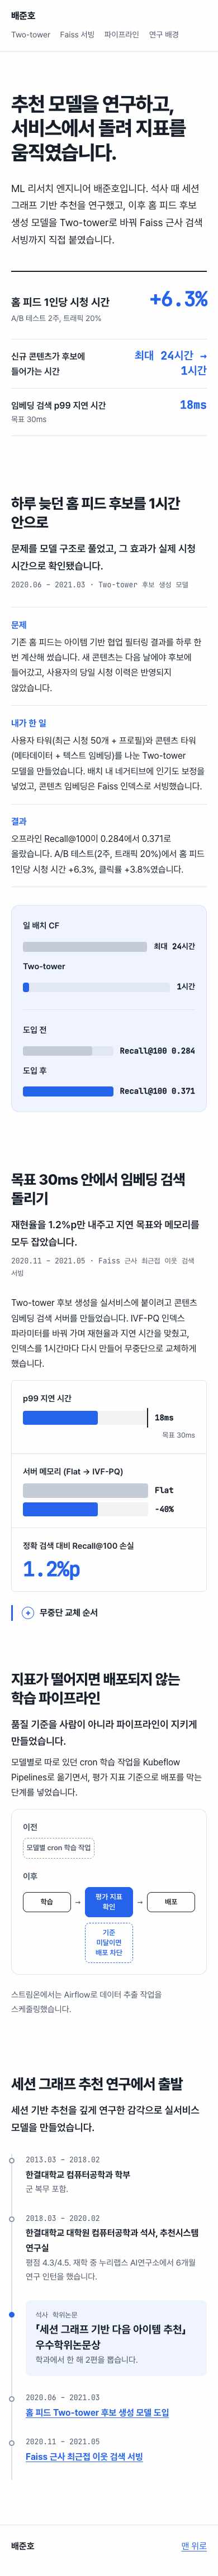 배준호
Two-tower Faiss 서빙 파이프라인 연구 배경
추천 모델을 연구하고,
서비스에서 돌려 지표를
움직였습니다.
ML 리서치 엔지니어 배준호입니다. 석사 때 세션
그래프 기반 추천을 연구했고, 이후 홈 피드 후보
생성 모델을 Two-tower로 바꿔 Faiss 근사 검색
서빙까지 직접 붙였습니다.
홈 피드 1인당 시청 시간
+6.3%
A/B 테스트 2주, 트래픽 20%
신규 콘텐츠가 후보에
들어가는 시간
최대 24시간 →
1시간
임베딩 검색 p99 지연 시간
18ms
목표 30ms
하루 늦던 홈 피드 후보를 1시간
안으로
문제를 모델 구조로 풀었고, 그 효과가 실제 시청
시간으로 확인됐습니다.
2020.06 – 2021.03 · Two-tower 후보 생성 모델
문제
기존 홈 피드는 아이템 기반 협업 필터링 결과를 하루 한
번 계산해 썼습니다. 새 콘텐츠는 다음 날에야 후보에
들어갔고, 사용자의 당일 시청 이력은 반영되지
않았습니다.
내가 한 일
사용자 타워(최근 시청 50개 + 프로필)와 콘텐츠 타워
(메타데이터 + 텍스트 임베딩)를 나눈 Two-tower
모델을 만들었습니다. 배치 내 네거티브에 인기도 보정을
넣었고, 콘텐츠 임베딩은 Faiss 인덱스로 서빙했습니다.
결과
오프라인 Recall@100이 0.284에서 0.371로
올랐습니다. A/B 테스트(2주, 트래픽 20%)에서 홈 피드
1인당 시청 시간 +6.3%, 클릭률 +3.8%였습니다.
일 배치 CF
최대 24시간
Two-tower
1시간
도입 전
Recall@100 0.284
도입 후
Recall@100 0.371
목표 30ms 안에서 임베딩 검색
돌리기
재현율을 1.2%p만 내주고 지연 목표와 메모리를
모두 잡았습니다.
2020.11 – 2021.05 · Faiss 근사 최근접 이웃 검색
서빙
Two-tower 후보 생성을 실서비스에 붙이려고 콘텐츠
임베딩 검색 서버를 만들었습니다. IVF-PQ 인덱스
파라미터를 바꿔 가며 재현율과 지연 시간을 맞췄고,
인덱스를 1시간마다 다시 만들어 무중단으로 교체하게
했습니다.
p99 지연 시간
18ms
목표 30ms
서버 메모리 (Flat → IVF-PQ)
Flat
-40%
정확 검색 대비 Recall@100 손실
1.2%p
무중단 교체 순서
지표가 떨어지면 배포되지 않는
학습 파이프라인
품질 기준을 사람이 아니라 파이프라인이 지키게
만들었습니다.
모델별로 따로 있던 cron 학습 작업을 Kubeflow
Pipelines로 옮기면서, 평가 지표 기준으로 배포를 막는
단계를 넣었습니다.
이전
모델별 cron 학습 작업
이후
학습 → 평가 지표
확인 → 배포
기준
미달이면
배포 차단
스트림온에서는 Airflow로 데이터 추출 작업을
스케줄링했습니다.
세션 그래프 추천 연구에서 출발
세션 기반 추천을 깊게 연구한 감각으로 실서비스
모델을 만들었습니다.
2013.03 – 2018.02
한결대학교 컴퓨터공학과 학부
군 복무 포함.
2018.03 – 2020.02
한결대학교 대학원 컴퓨터공학과 석사, 추천시스템
연구실
평점 4.3/4.5. 재학 중 누리랩스 AI연구소에서 6개월
연구 인턴을 했습니다.
석사 학위논문
「세션 그래프 기반 다음 아이템 추천」
우수학위논문상
학과에서 한 해 2편을 뽑습니다.
2020.06 – 2021.03
홈 피드 Two-tower 후보 생성 모델 도입
2020.11 – 2021.05
Faiss 근사 최근접 이웃 검색 서빙
배준호
맨 위로